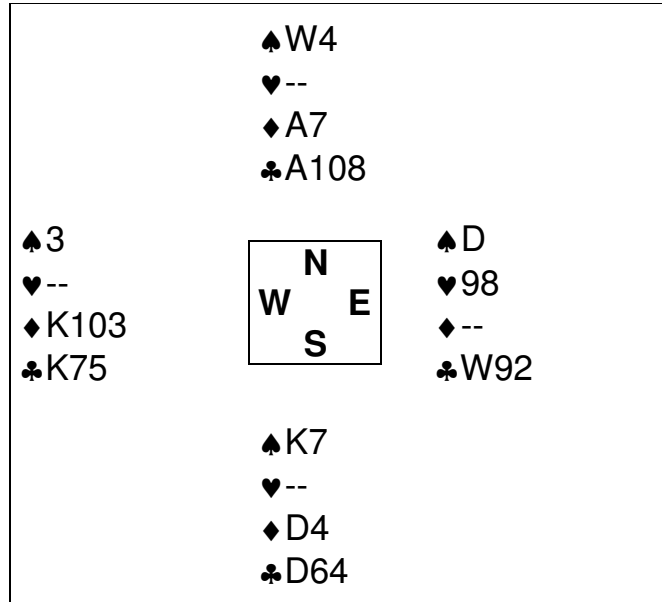 ♠W4
♥--
♦A7
♣A108
♠3
♥--
♦K103
♣K75
N
W E
S
♠D
♥98
♦--
♣W92
♠K7
♥--
♦D4
♣D64